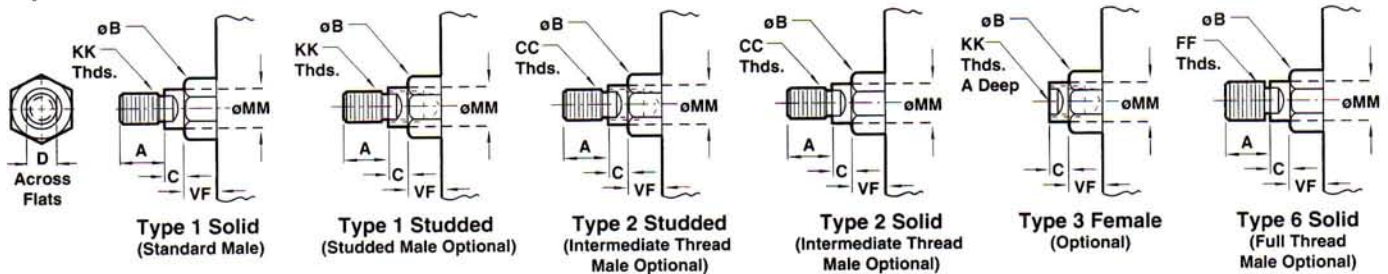 D
Across
Flats
øB
KK
Thds.
øMM
A
C
VF
Type 1 Solid
(Standard Male)
øB
KK
Thds.
øMM
A
C
VF
Type 1 Studded
(Studded Male Optional)
øB
CC
Thds.
øMM
A
C
VF
Type 2 Studded
(Intermediate Thread
Male Optional)
øB
CC
Thds.
øMM
A
C
VF
Type 2 Solid
(Intermediate Thread
Male Optional)
øB
KK
Thds.
A Deep
øMM
C
VF
Type 3 Female
(Optional)
øB
FF
Thds.
øMM
A
C
VF
Type 6 Solid
(Full Thread
Male Optional)